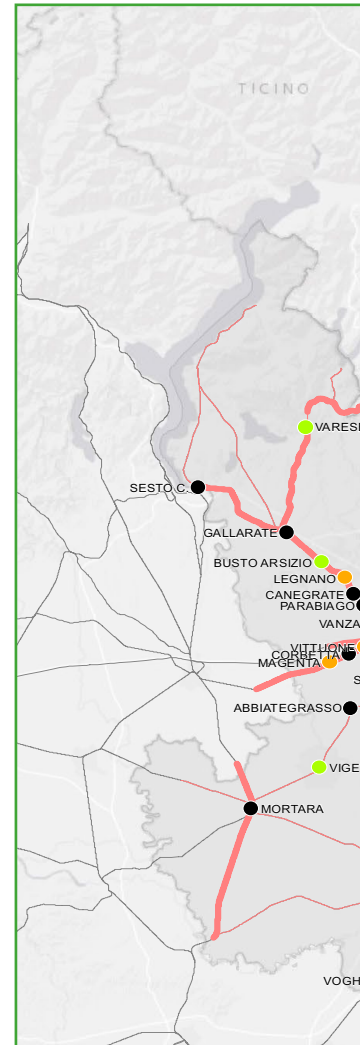 TICINO
VARESE
SESTO C.
GALLARATE
BUSTO ARSIZIO
LEGNANO
CANEGRATE
PARABIAGO
VANZA
VITTUONE
CORBETTA
MAGENTA
S
ABBIATEGRASSO
VIGE
MORTARA
VOGH